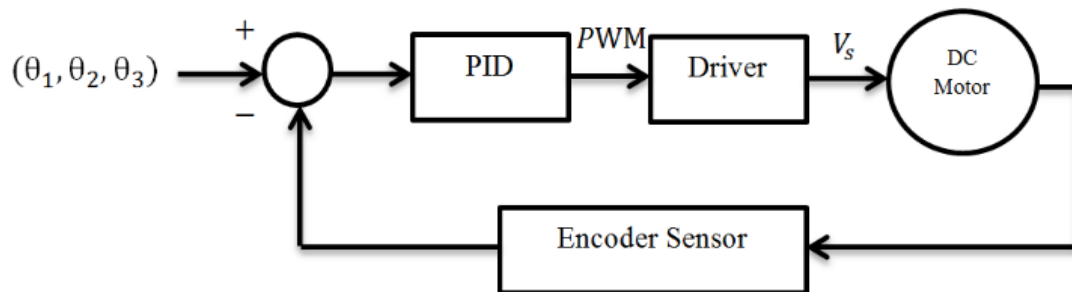 +
(θ₁, θ₂, θ₃)
−
PID
PWM
Driver
Vₛ
DC
Motor
Encoder Sensor